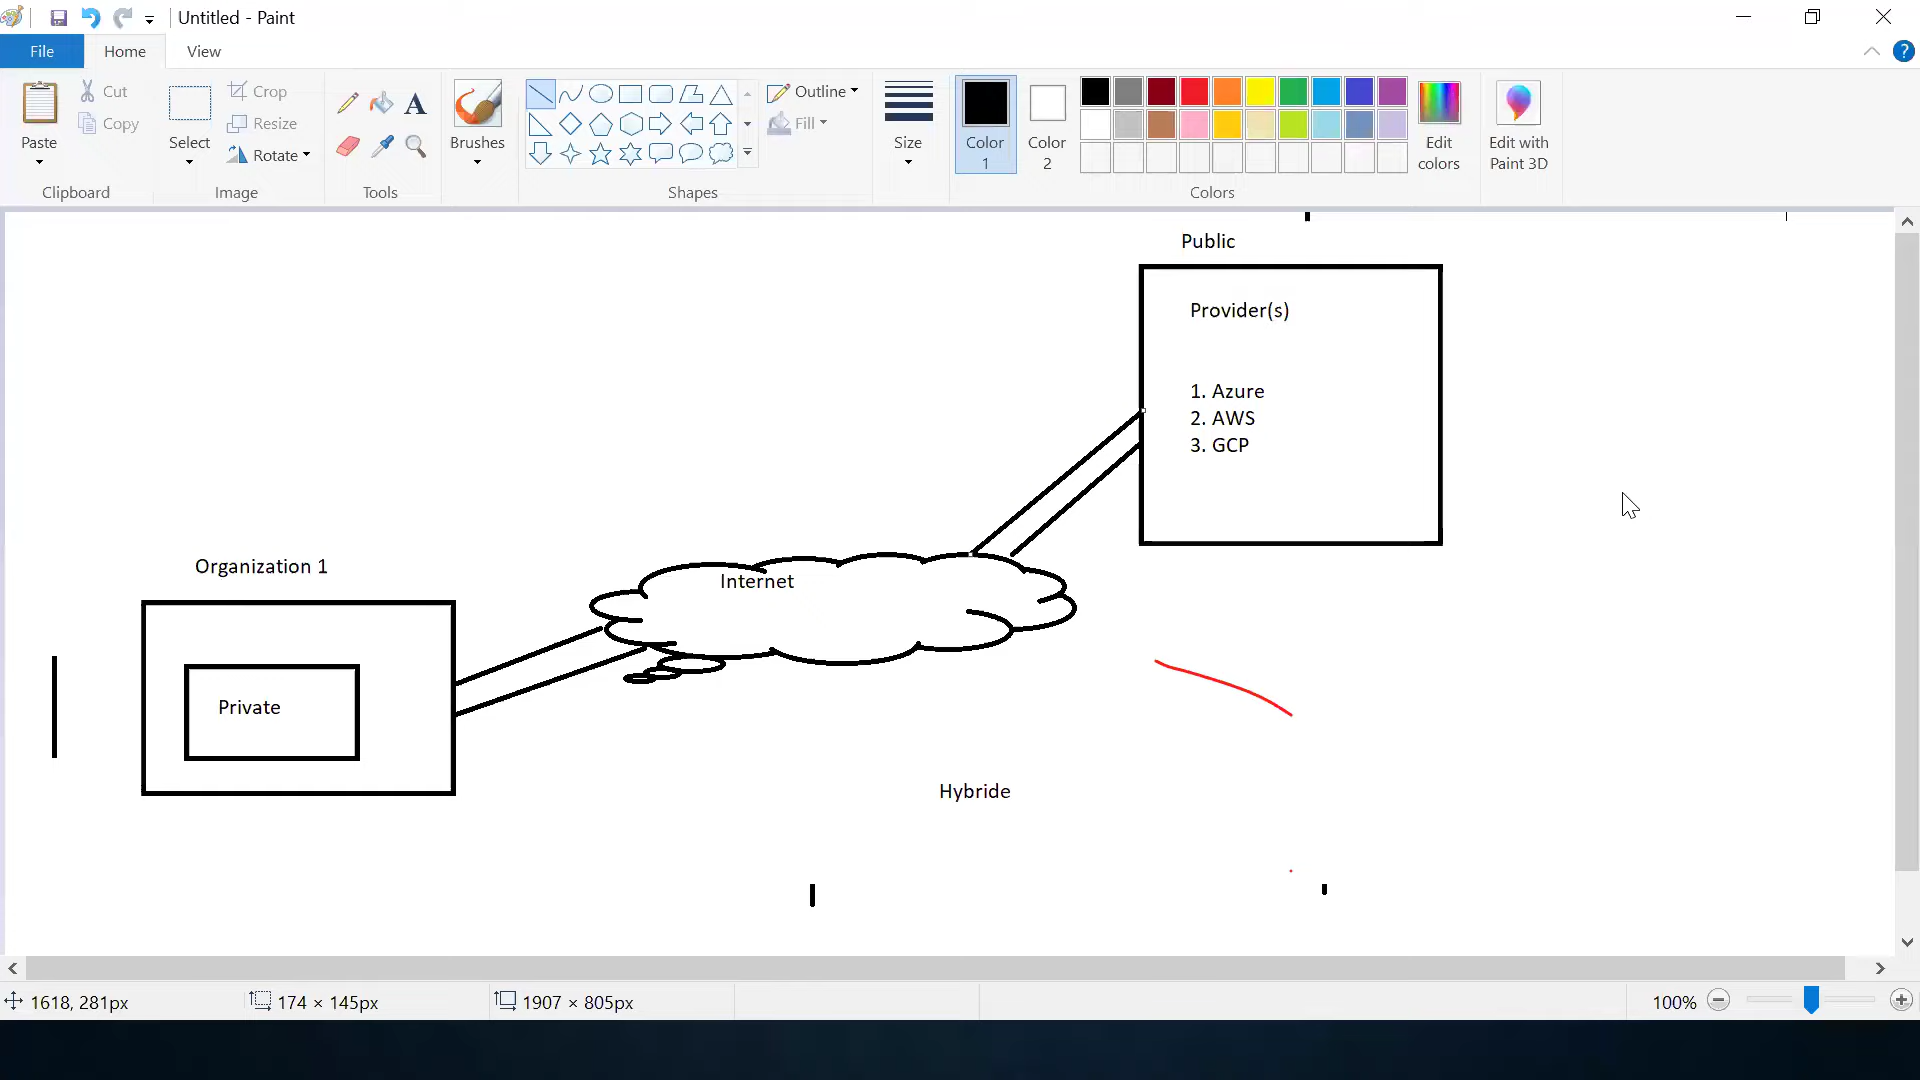 Untitled - Paint
File Home View
Paste
Cut
Copy
Clipboard
Select
Crop
Resize
Rotate
Image
A
Tools
Brushes
Outline
Fill
Shapes
Size
Color 1
Color 2
Colors
Edit colors
Edit with Paint 3D
?
Public
Provider(s)
1. Azure
2. AWS
3. GCP
Internet
Organization 1
Private
Hybride
1618, 281px
174 × 145px
1907 × 805px
100%